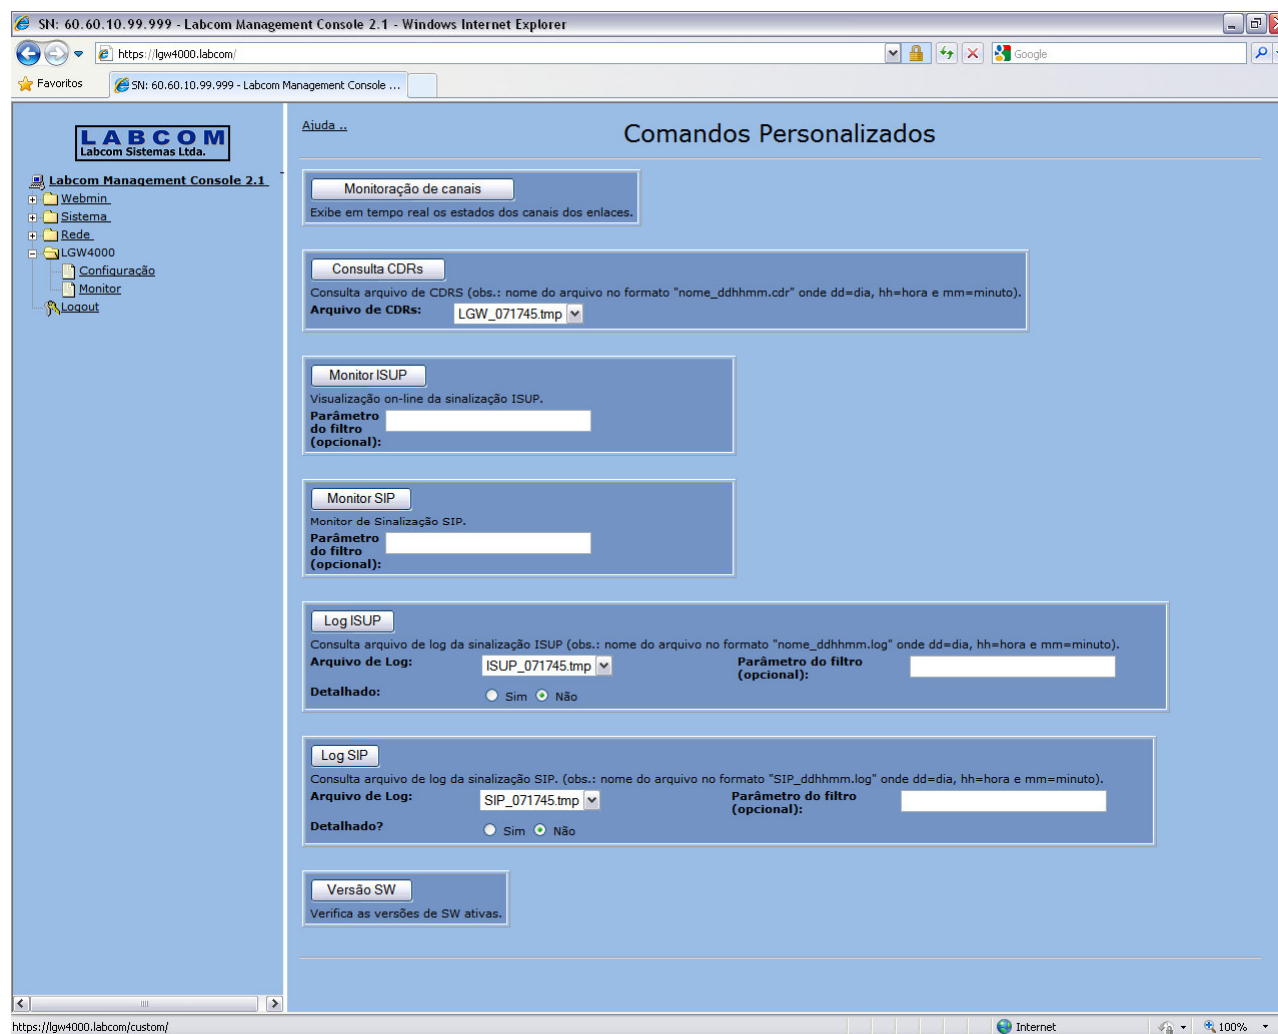 SN: 60.60.10.99.999 - Labcom Management Console 2.1 - Windows Internet Explorer
https://lgw4000.labcom/
Google
Favoritos
SN: 60.60.10.99.999 - Labcom Management Console ...
LABCOM
Labcom Sistemas Ltda.
Labcom Management Console 2.1
Webmin
Sistema
Rede
LGW4000
Configuração
Monitor
Logout
Ajuda ..
Comandos Personalizados
Monitoração de canais
Exibe em tempo real os estados dos canais dos enlaces.
Consulta CDRs
Consulta arquivo de CDRS (obs.: nome do arquivo no formato "nome_ddhhmm.cdr" onde dd=dia, hh=hora e mm=minuto).
Arquivo de CDRs: LGW_071745.tmp
Monitor ISUP
Visualização on-line da sinalização ISUP.
Parâmetro
do filtro
(opcional):
Monitor SIP
Monitor de Sinalização SIP.
Parâmetro
do filtro
(opcional):
Log ISUP
Consulta arquivo de log da sinalização ISUP (obs.: nome do arquivo no formato "nome_ddhhmm.log" onde dd=dia, hh=hora e mm=minuto).
Arquivo de Log: ISUP_071745.tmp Parâmetro do filtro
(opcional):
Detalhado: Sim Não
Log SIP
Consulta arquivo de log da sinalização SIP. (obs.: nome do arquivo no formato "SIP_ddhhmm.log" onde dd=dia, hh=hora e mm=minuto).
Arquivo de Log: SIP_071745.tmp Parâmetro do filtro
(opcional):
Detalhado? Sim Não
Versão SW
Verifica as versões de SW ativas.
https://lgw4000.labcom/custom/
Internet
100%